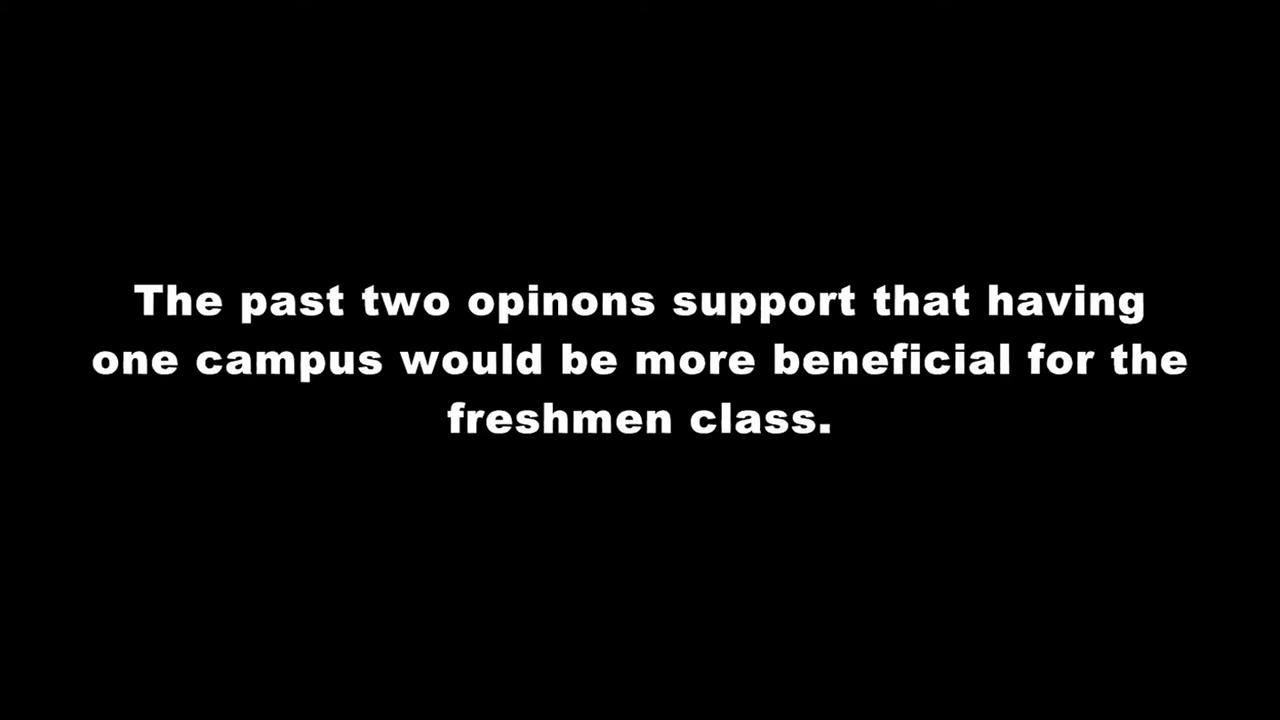 The past two opinons support that having
one campus would be more beneficial for the
freshmen class.